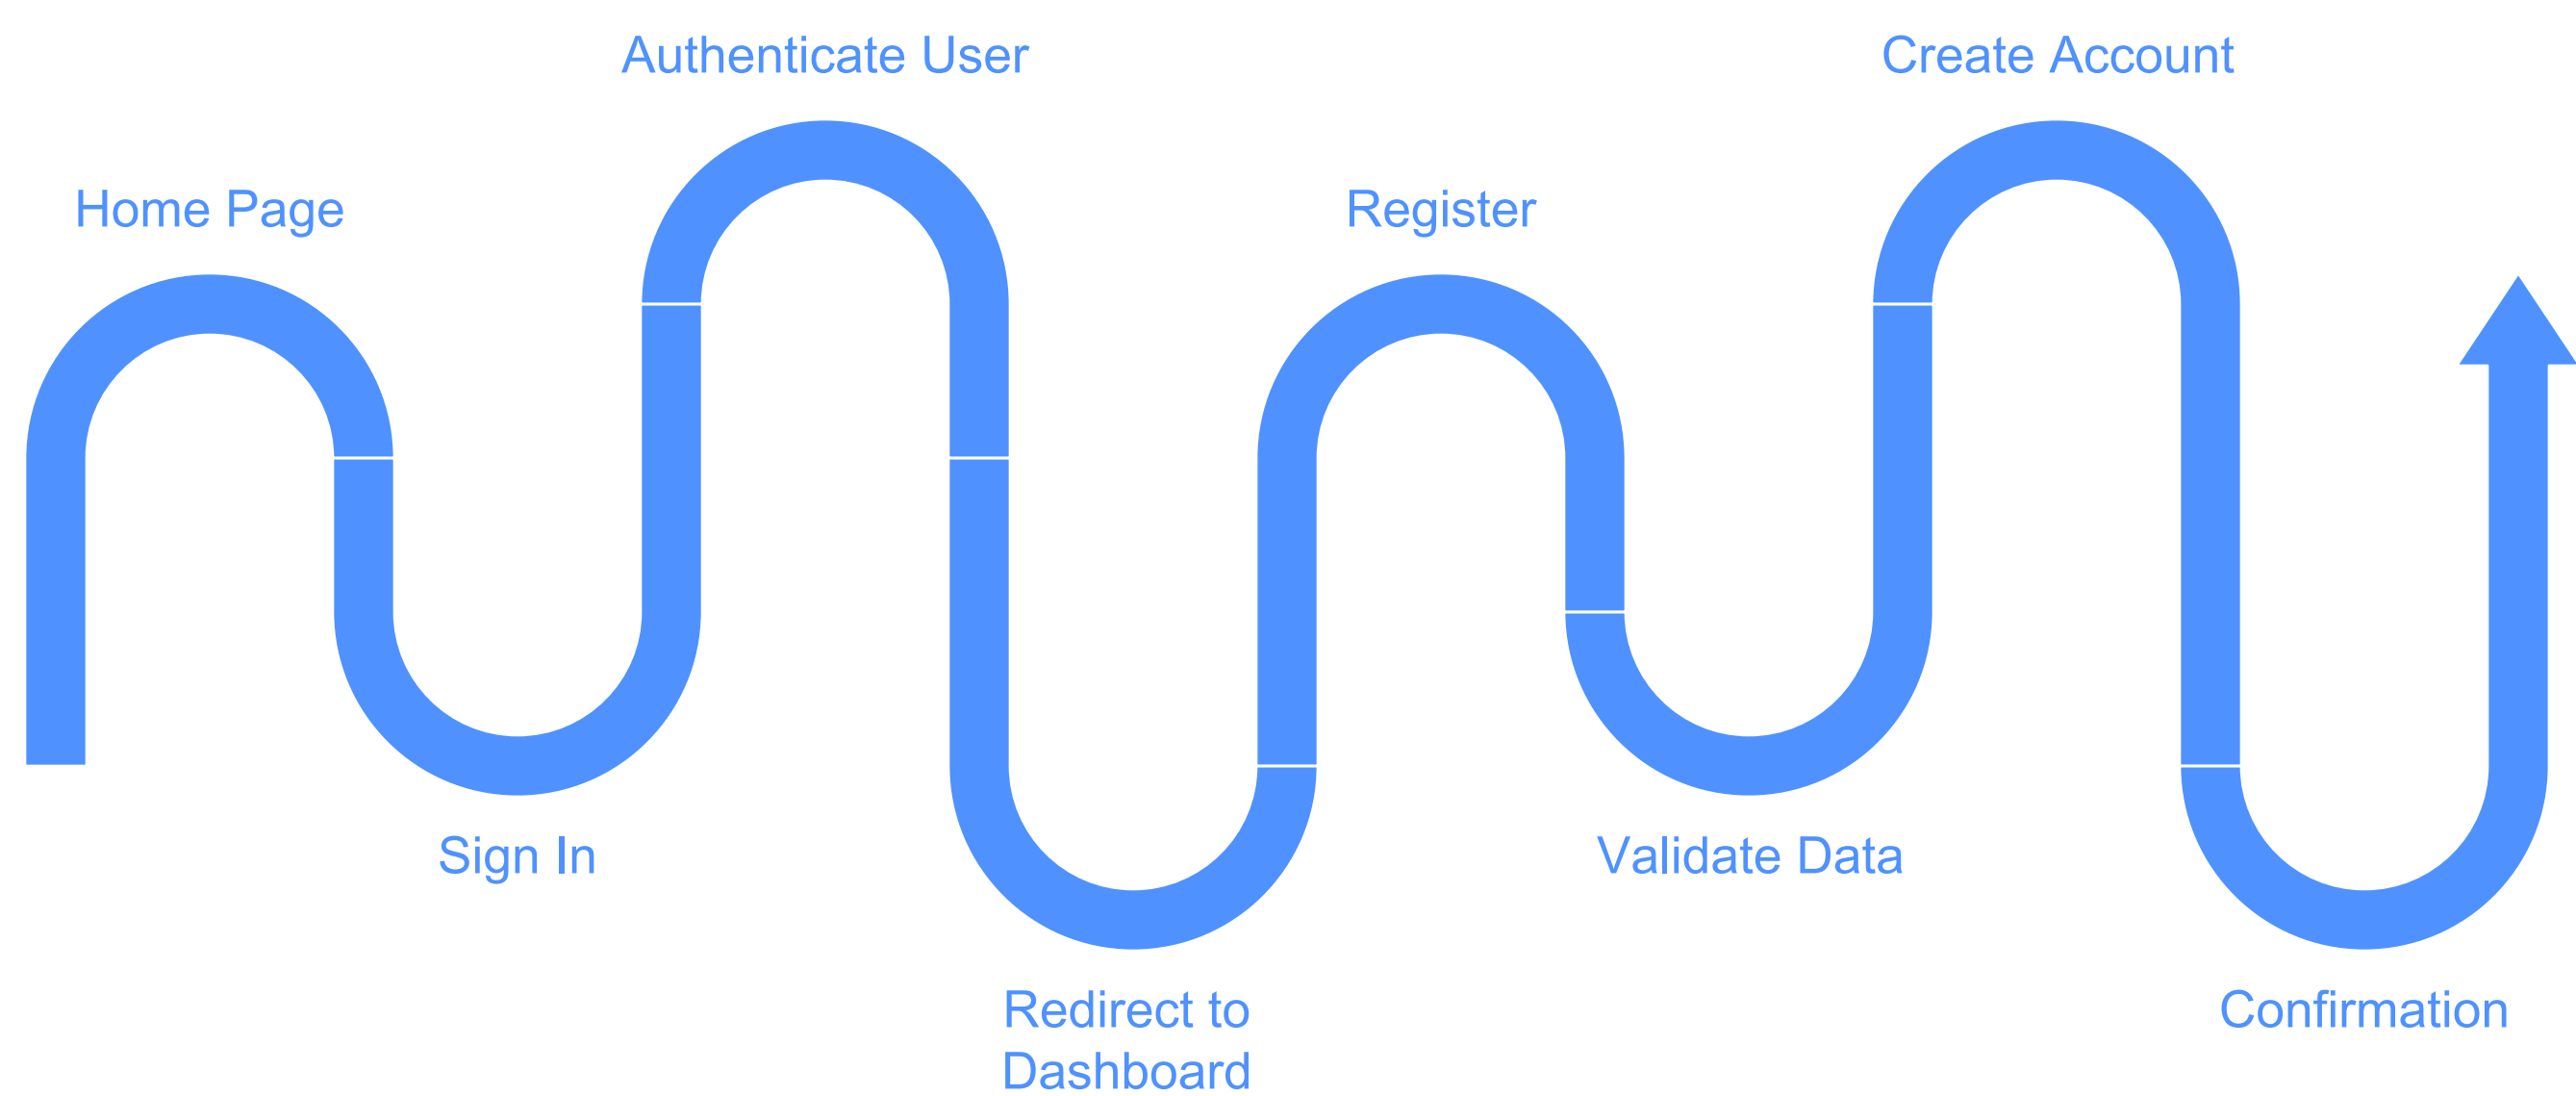 Home Page
Sign In
Authenticate User
Redirect to
Dashboard
Register
Validate Data
Create Account
Confirmation